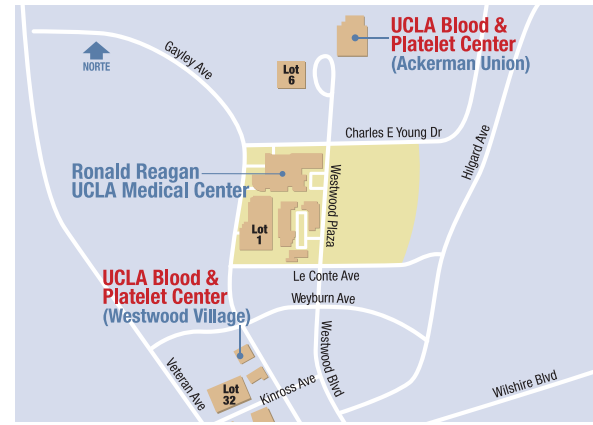 UCLA Blood &
Platelet Center
(Ackerman Union)
NORTE
Gayley Ave
Lot
6
Charles E Young Dr
Hilgard Ave
Ronald Reagan
UCLA Medical Center
Westwood Plaza
Lot
1
Le Conte Ave
UCLA Blood &
Platelet Center
(Westwood Village)
Weyburn Ave
Westwood Blvd
Veteran Ave
Lot
32
Kinross Ave
Wilshire Blvd